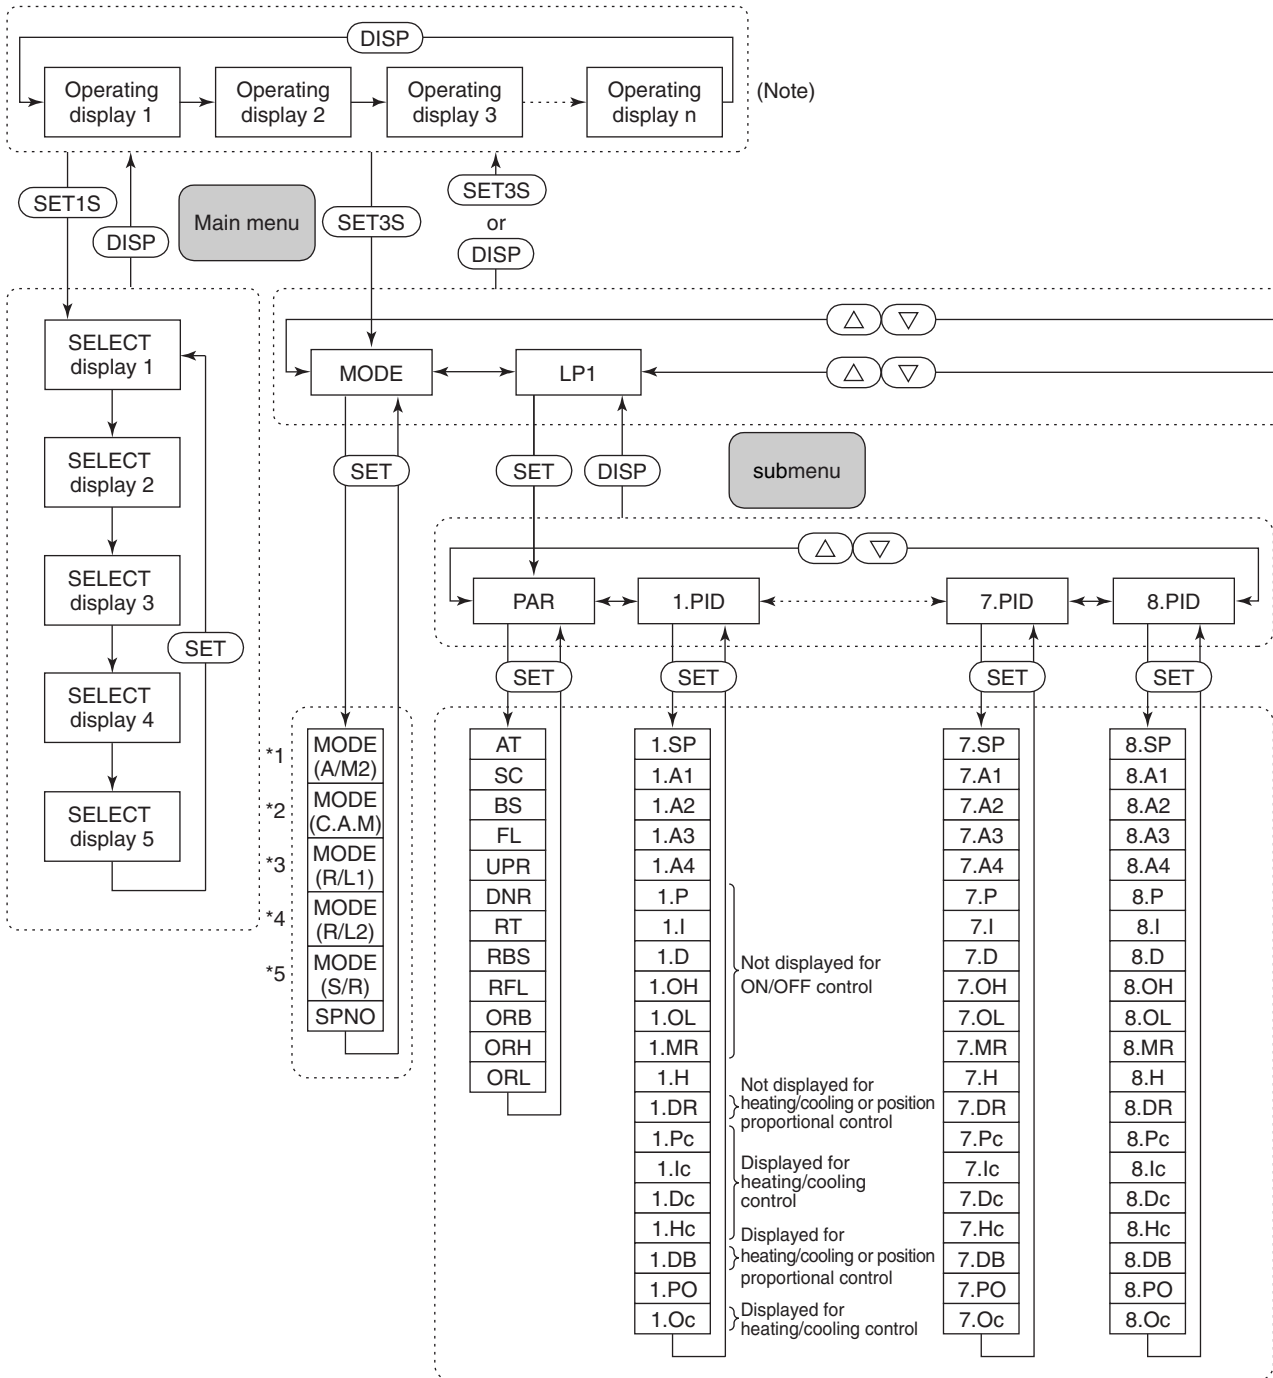 DISP
Operating
display 1
Operating
display 2
Operating
display 3
Operating
display n
(Note)
SET1S
DISP
Main menu
SET3S
SET3S
or
DISP
SELECT
display 1
SELECT
display 2
SELECT
display 3
SELECT
display 4
SELECT
display 5
SET
MODE
LP1
SET
SET
DISP
submenu
PAR
1.PID
7.PID
8.PID
SET
SET
SET
SET
*1
MODE
(A/M2)
*2
MODE
(C.A.M)
*3
MODE
(R/L1)
*4
MODE
(R/L2)
*5
MODE
(S/R)
SPNO
AT
SC
BS
FL
UPR
DNR
RT
RBS
RFL
ORB
ORH
ORL
1.SP
1.A1
1.A2
1.A3
1.A4
1.P
1.I
1.D
1.OH
1.OL
1.MR
1.H
1.DR
1.Pc
1.Ic
1.Dc
1.Hc
1.DB
1.PO
1.Oc
Not displayed for
ON/OFF control
Not displayed for
heating/cooling or position
proportional control
Displayed for
heating/cooling
control
Displayed for
heating/cooling or position
proportional control
Displayed for
heating/cooling control
7.SP
7.A1
7.A2
7.A3
7.A4
7.P
7.I
7.D
7.OH
7.OL
7.MR
7.H
7.DR
7.Pc
7.Ic
7.Dc
7.Hc
7.DB
7.PO
7.Oc
8.SP
8.A1
8.A2
8.A3
8.A4
8.P
8.I
8.D
8.OH
8.OL
8.MR
8.H
8.DR
8.Pc
8.Ic
8.Dc
8.Hc
8.DB
8.PO
8.Oc